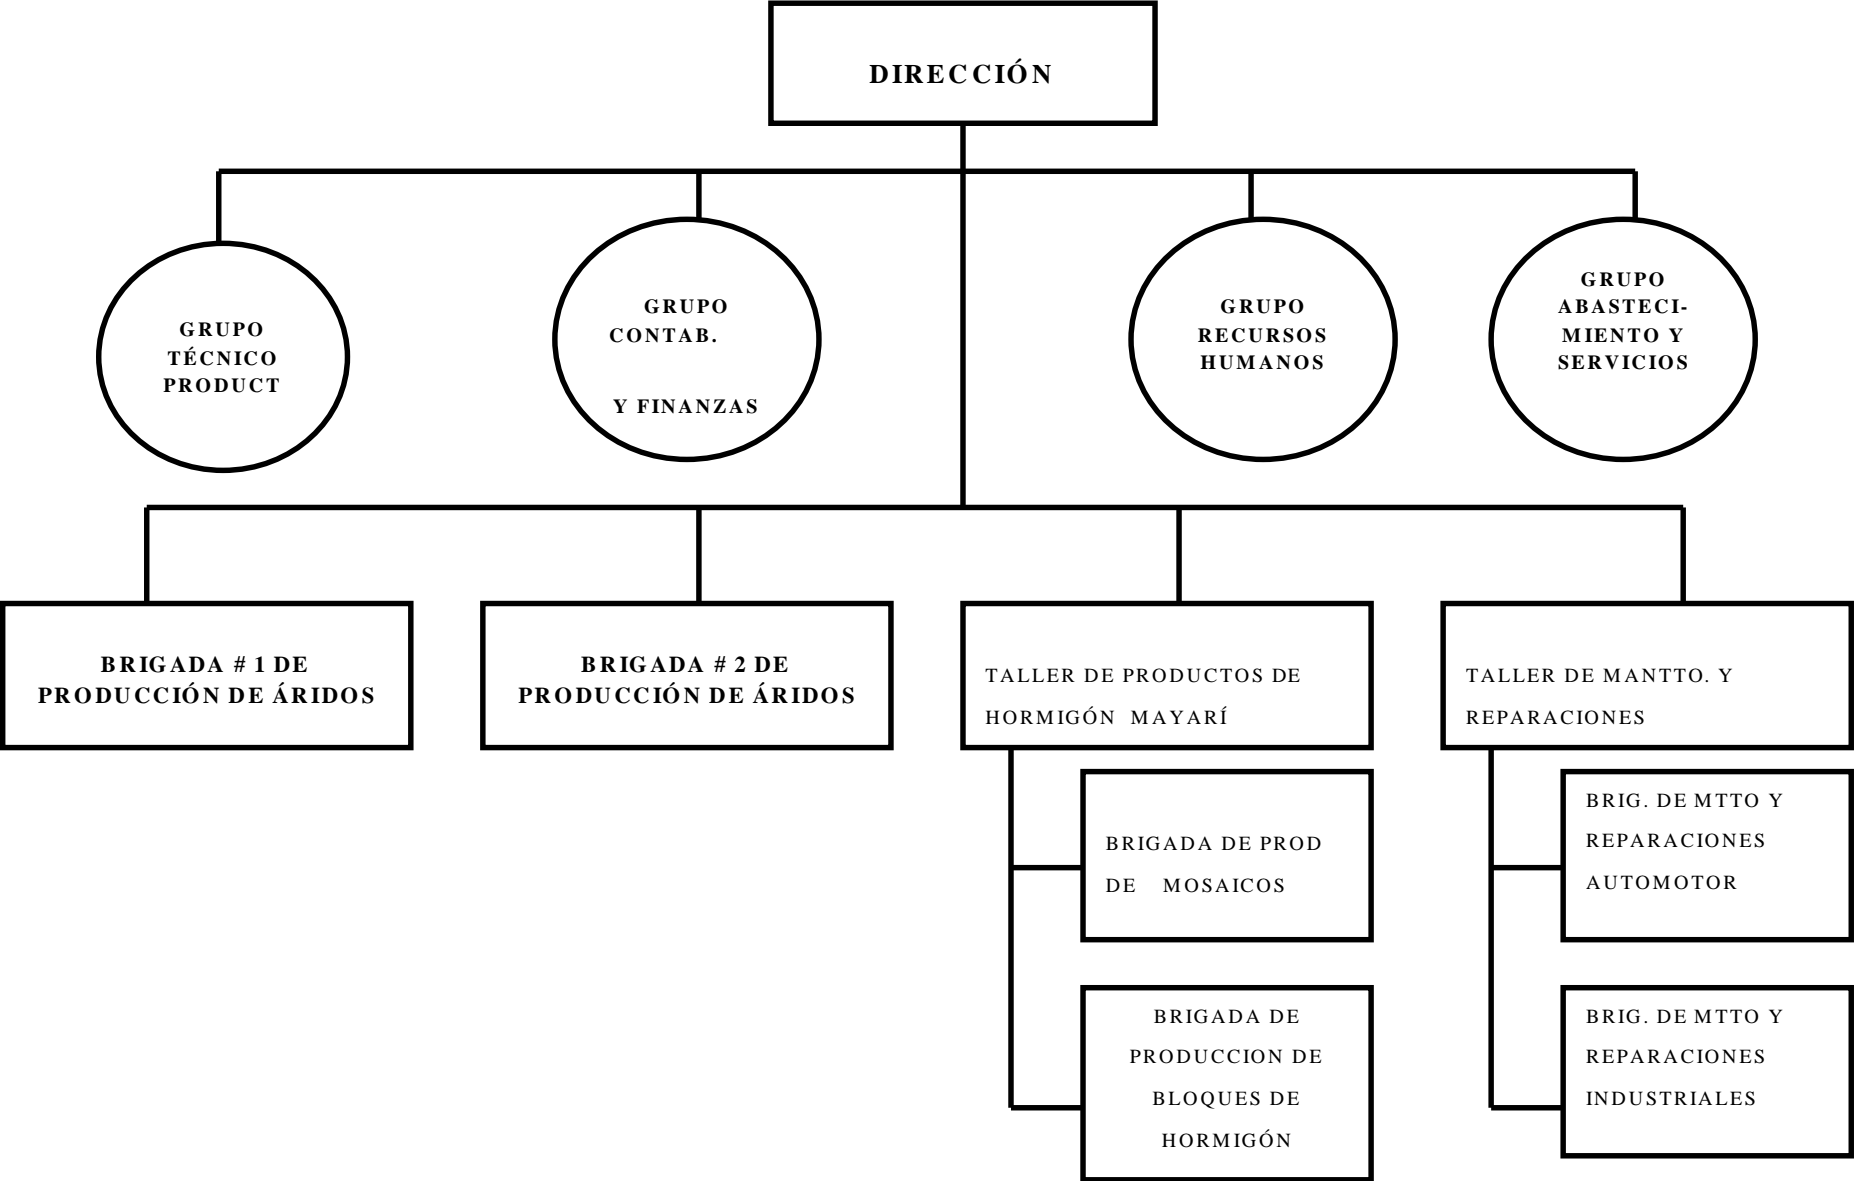 DIRECCIÓN
GRUPO
TÉCNICO
PRODUCT
GRUPO
CONTAB.
Y FINANZAS
GRUPO
RECURSOS
HUMANOS
GRUPO
ABASTECI-
MIENTO Y
SERVICIOS
BRIGADA # 1 DE
PRODUCCIÓN DE ÁRIDOS
BRIGADA # 2 DE
PRODUCCIÓN DE ÁRIDOS
TALLER DE PRODUCTOS DE
HORMIGÓN MAYARÍ
TALLER DE MANTTO. Y
REPARACIONES
BRIGADA DE PROD
DE MOSAICOS
BRIG. DE MTTO Y
REPARACIONES
AUTOMOTOR
BRIGADA DE
PRODUCCION DE
BLOQUES DE
HORMIGÓN
BRIG. DE MTTO Y
REPARACIONES
INDUSTRIALES